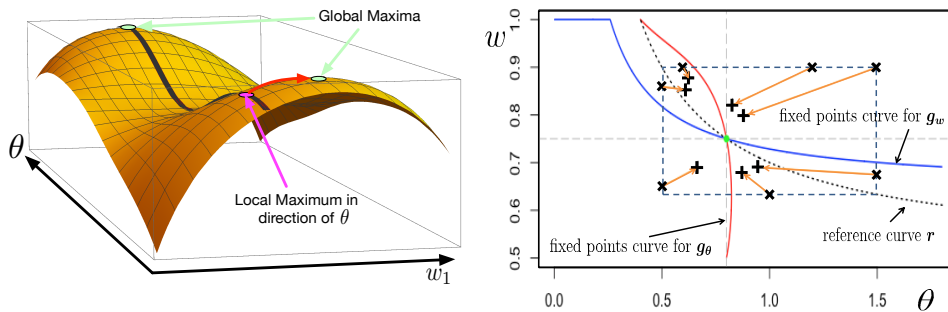 Global Maxima
θ
Local Maximum in
direction of θ
w₁
w
1.0
0.9
0.8
0.7
0.6
0.5
fixed points curve for g_w
fixed points curve for g_θ
reference curve r
0.0
0.5
1.0
1.5
θ